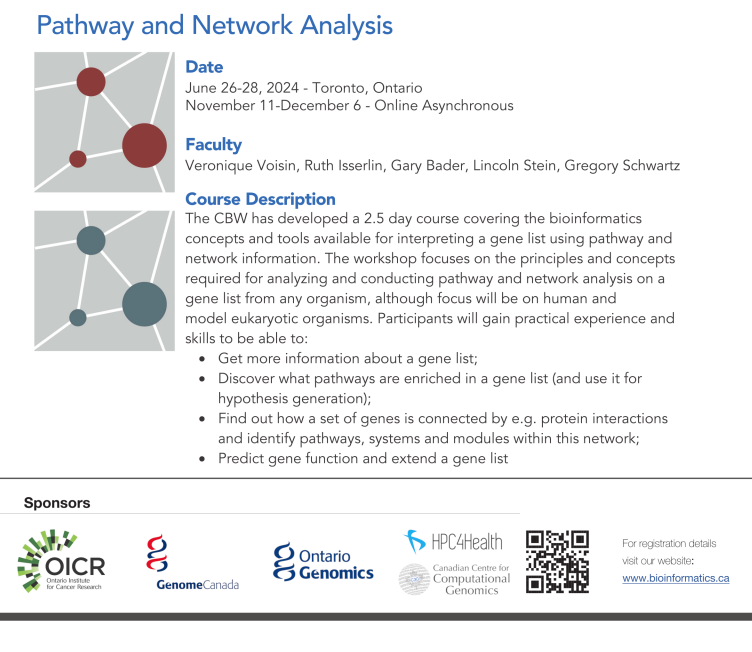 Pathway and Network Analysis
Date
June 26-28, 2024 - Toronto, Ontario
November 11-December 6 - Online Asynchronous
Faculty
Veronique Voisin, Ruth Isserlin, Gary Bader, Lincoln Stein, Gregory Schwartz
Course Description
The CBW has developed a 2.5 day course covering the bioinformatics
concepts and tools available for interpreting a gene list using pathway and
network information. The workshop focuses on the principles and concepts
required for analyzing and conducting pathway and network analysis on a
gene list from any organism, although focus will be on human and
model eukaryotic organisms. Participants will gain practical experience and
skills to be able to:
• Get more information about a gene list;
• Discover what pathways are enriched in a gene list (and use it for
hypothesis generation);
• Find out how a set of genes is connected by e.g. protein interactions
and identify pathways, systems and modules within this network;
• Predict gene function and extend a gene list
Sponsors
OICR
Ontario Institute
for Cancer Research
GenomeCanada
Ontario
Genomics
HPC4Health
Canadian Centre for
Computational
Genomics
For registration details
visit our website:
www.bioinformatics.ca